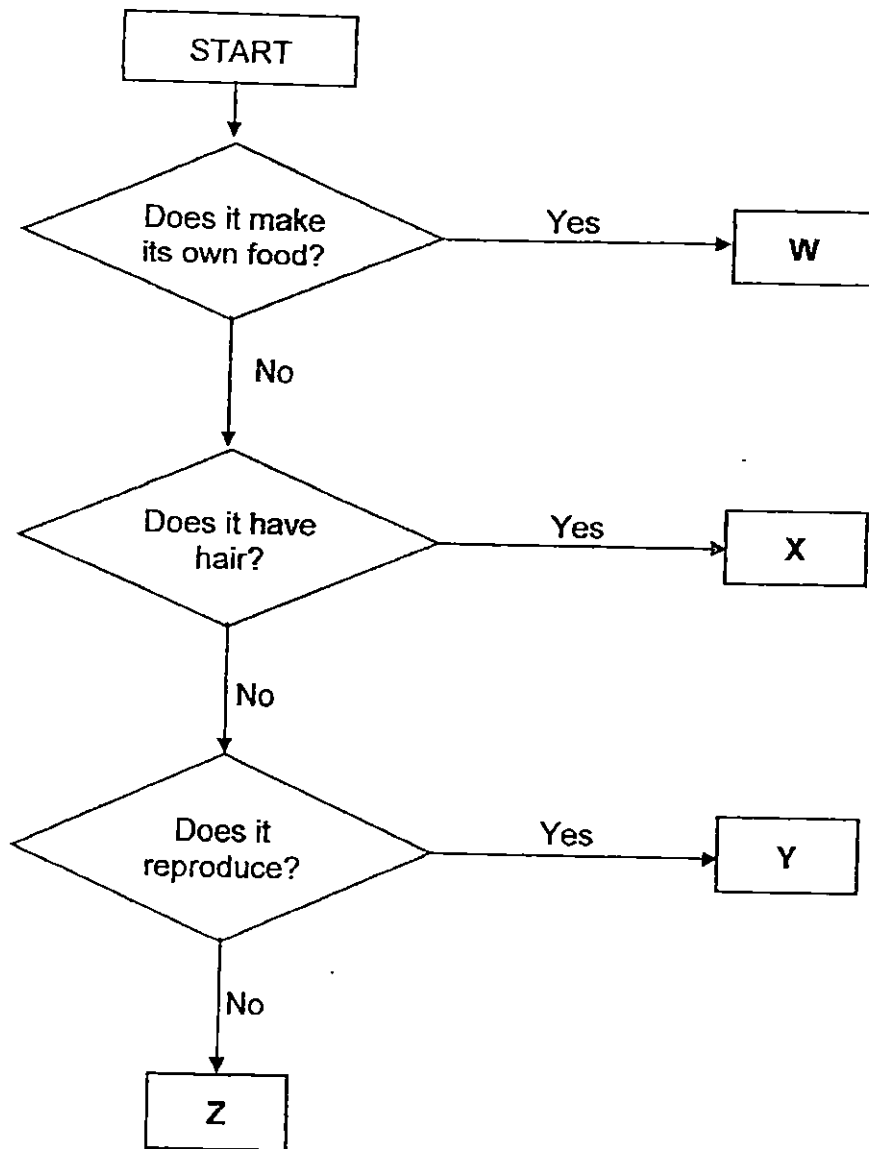 START
Does it make
its own food?
Yes
W
No
Does it have
hair?
Yes
X
No
Does it
reproduce?
Yes
Y
No
Z